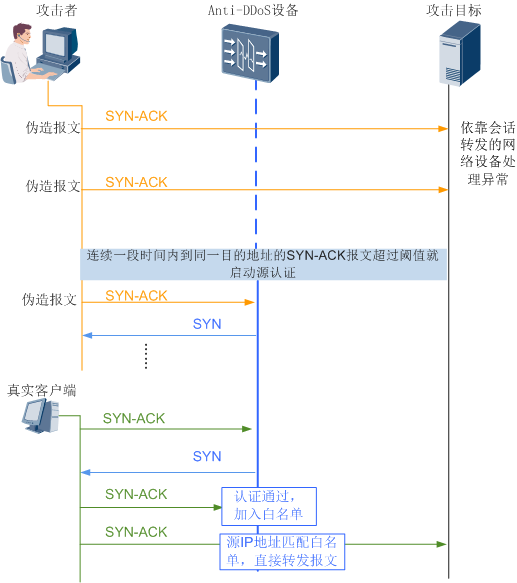 攻击者
Anti-DDoS设备
攻击目标
SYN-ACK
伪造报文
依靠会话
转发的网
络设备处
理异常
伪造报文
SYN-ACK
连续一段时间内到同一目的地址的SYN-ACK报文超过阈值就
启动源认证
伪造报文
SYN-ACK
SYN
真实客户端
SYN-ACK
SYN
SYN-ACK
认证通过，
加入白名单
SYN-ACK
源IP地址匹配白名
单，直接转发报文